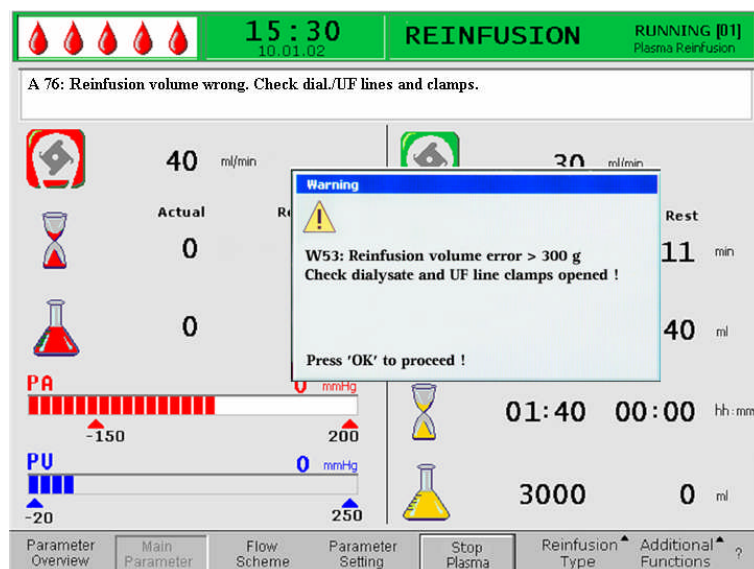 15:30
10.01.02
REINFUSION
RUNNING [01]
Plasma Reinfusion
A 76: Reinfusion volume wrong. Check dial./UF lines and clamps.
40 ml/min
30 ml/min
Actual
Rest
0
11 min
0
40 ml
Warning
W53: Reinfusion volume error > 300 g
Check dialysate and UF line clamps opened !
Press 'OK' to proceed !
PA 0 mmHg
-150 200
PV 0 mmHg
-20 250
01:40 00:00 hh:mm
3000 0 ml
Parameter Overview
Main Parameter
Flow Scheme
Parameter Setting
Stop Plasma
Reinfusion Type
Additional Functions
?